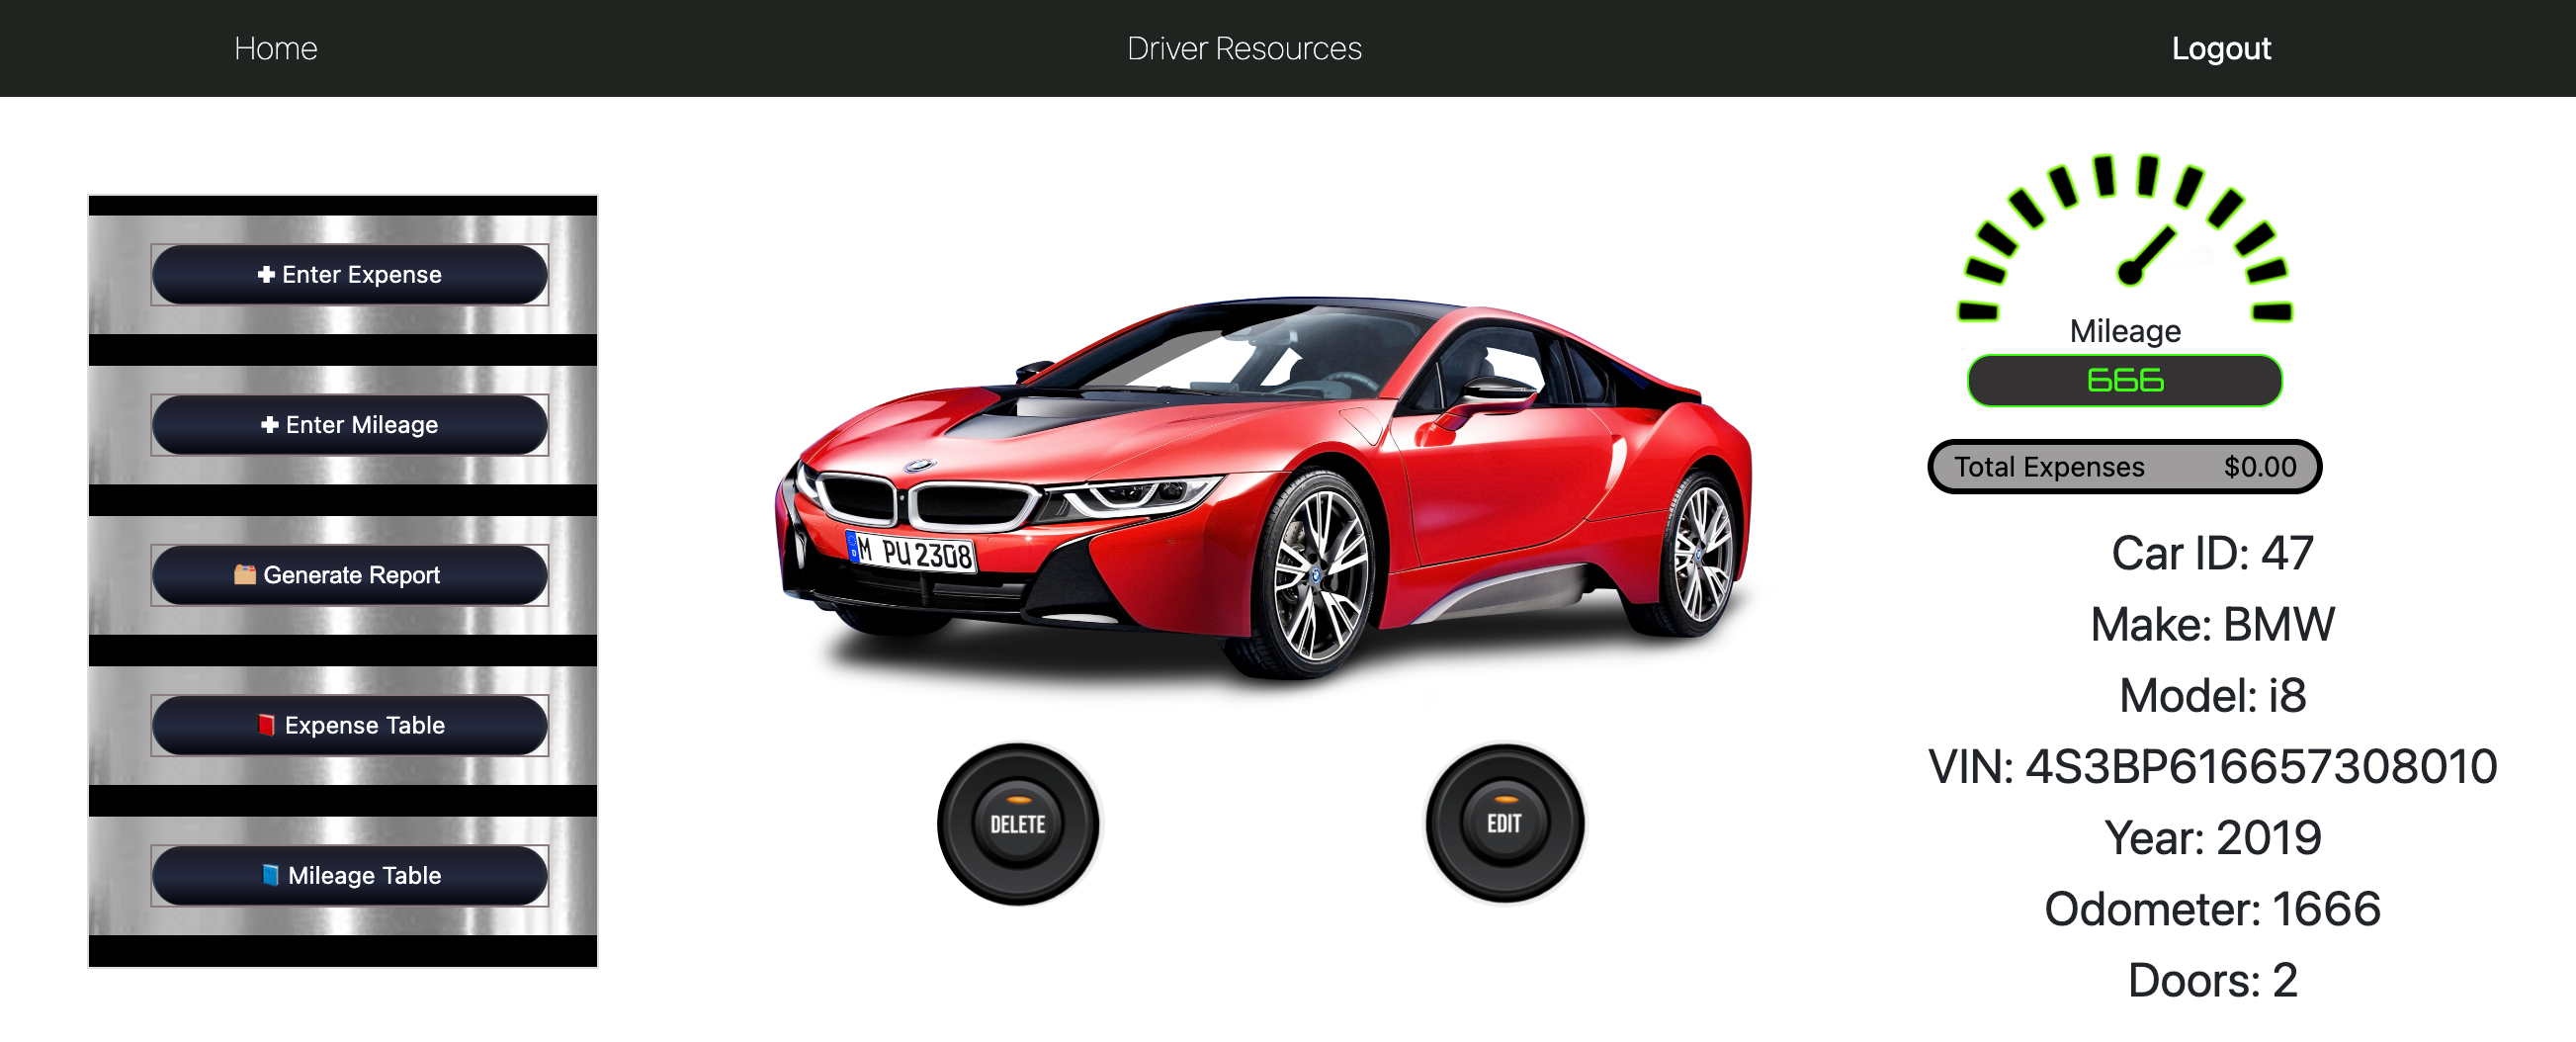 Home
Driver Resources
Logout
Enter Expense
Enter Mileage
Generate Report
Expense Table
Mileage Table
M PU 2308
DELETE
EDIT
Mileage
666
Total Expenses $0.00
Car ID: 47
Make: BMW
Model: i8
VIN: 4S3BP616657308010
Year: 2019
Odometer: 1666
Doors: 2